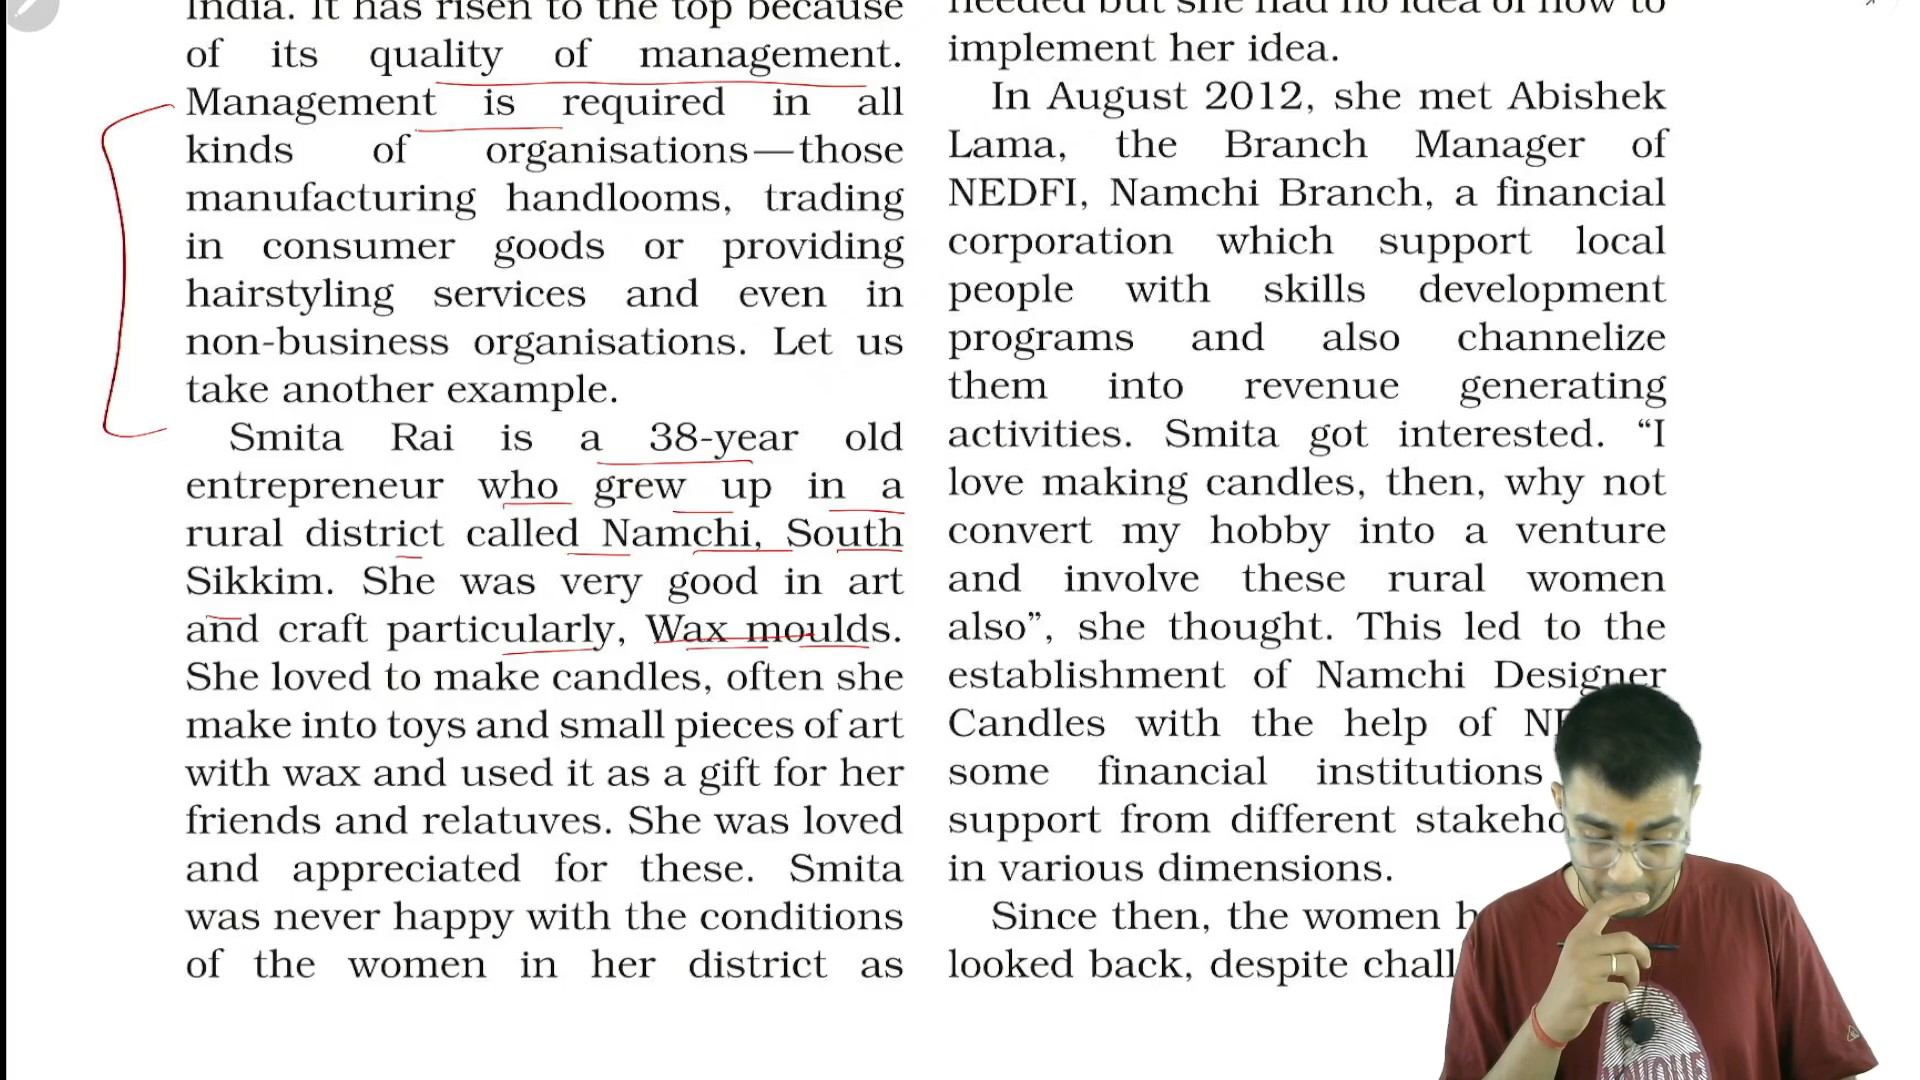 India. It has risen to the top because
of its quality of management.
Management is required in all
kinds of organisations—those
manufacturing handlooms, trading
in consumer goods or providing
hairstyling services and even in
non-business organisations. Let us
take another example.
Smita Rai is a 38-year old
entrepreneur who grew up in a
rural district called Namchi, South
Sikkim. She was very good in art
and craft particularly, Wax moulds.
She loved to make candles, often she
make into toys and small pieces of art
with wax and used it as a gift for her
friends and relatuves. She was loved
and appreciated for these. Smita
was never happy with the conditions
of the women in her district as
needed but she had no idea of how to
implement her idea.
In August 2012, she met Abishek
Lama, the Branch Manager of
NEDFI, Namchi Branch, a financial
corporation which support local
people with skills development
programs and also channelize
them into revenue generating
activities. Smita got interested. “I
love making candles, then, why not
convert my hobby into a venture
and involve these rural women
also”, she thought. This led to the
establishment of Namchi Designer
Candles with the help of
some financial institutions
support from different
in various dimensions.
Since then, the women
looked back, despite